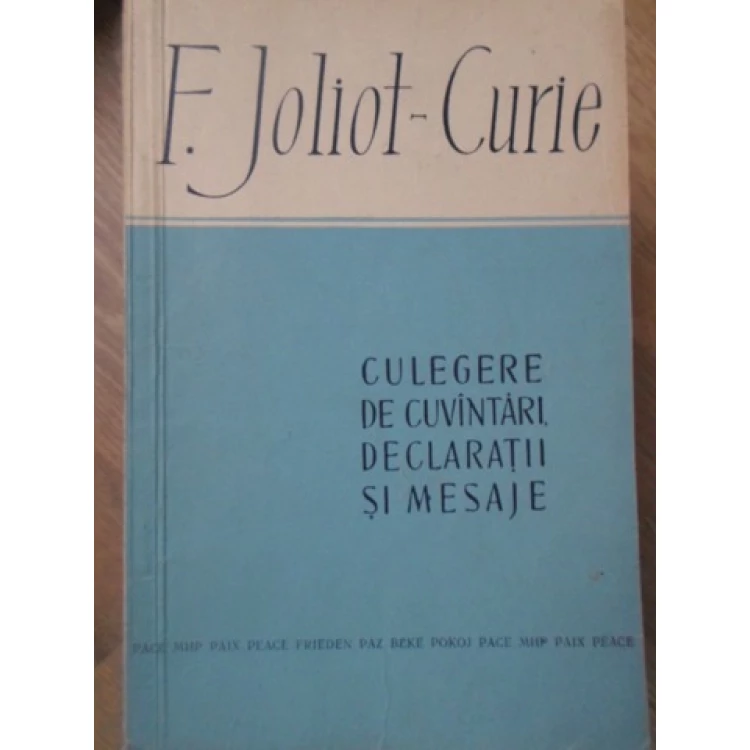 F. Joliot-Curie
CULEGERE
DE CUVÎNTĂRI,
DECLARAȚII
ȘI MESAJE
PACE МИР PAIX PEACE FRIEDEN PAZ BEKE POKOJ PACE МИР PAIX PEACE